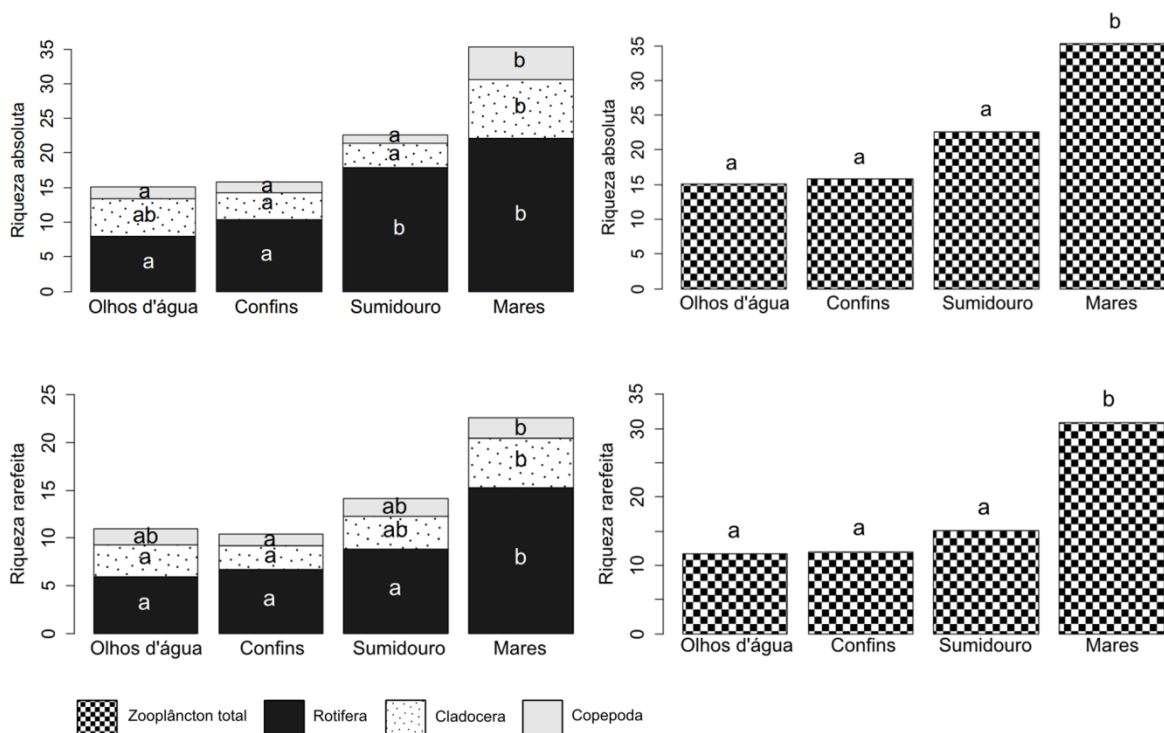 Riqueza absoluta
35
30
25
20
15
10
5
0
a
ab
a
a
a
a
a
a
b
b
b
b
Olhos d'água Confins Sumidouro Mares
Riqueza absoluta
35
30
25
20
15
10
5
0
a
a
a
b
Olhos d'água Confins Sumidouro Mares
Riqueza rarefeita
25
20
15
10
5
0
ab
a
a
a
a
a
ab
ab
a
b
b
b
Olhos d'água Confins Sumidouro Mares
Riqueza rarefeita
35
30
20
10
0
a
a
a
b
Olhos d'água Confins Sumidouro Mares
Zooplâncton total Rotifera Cladocera Copepoda